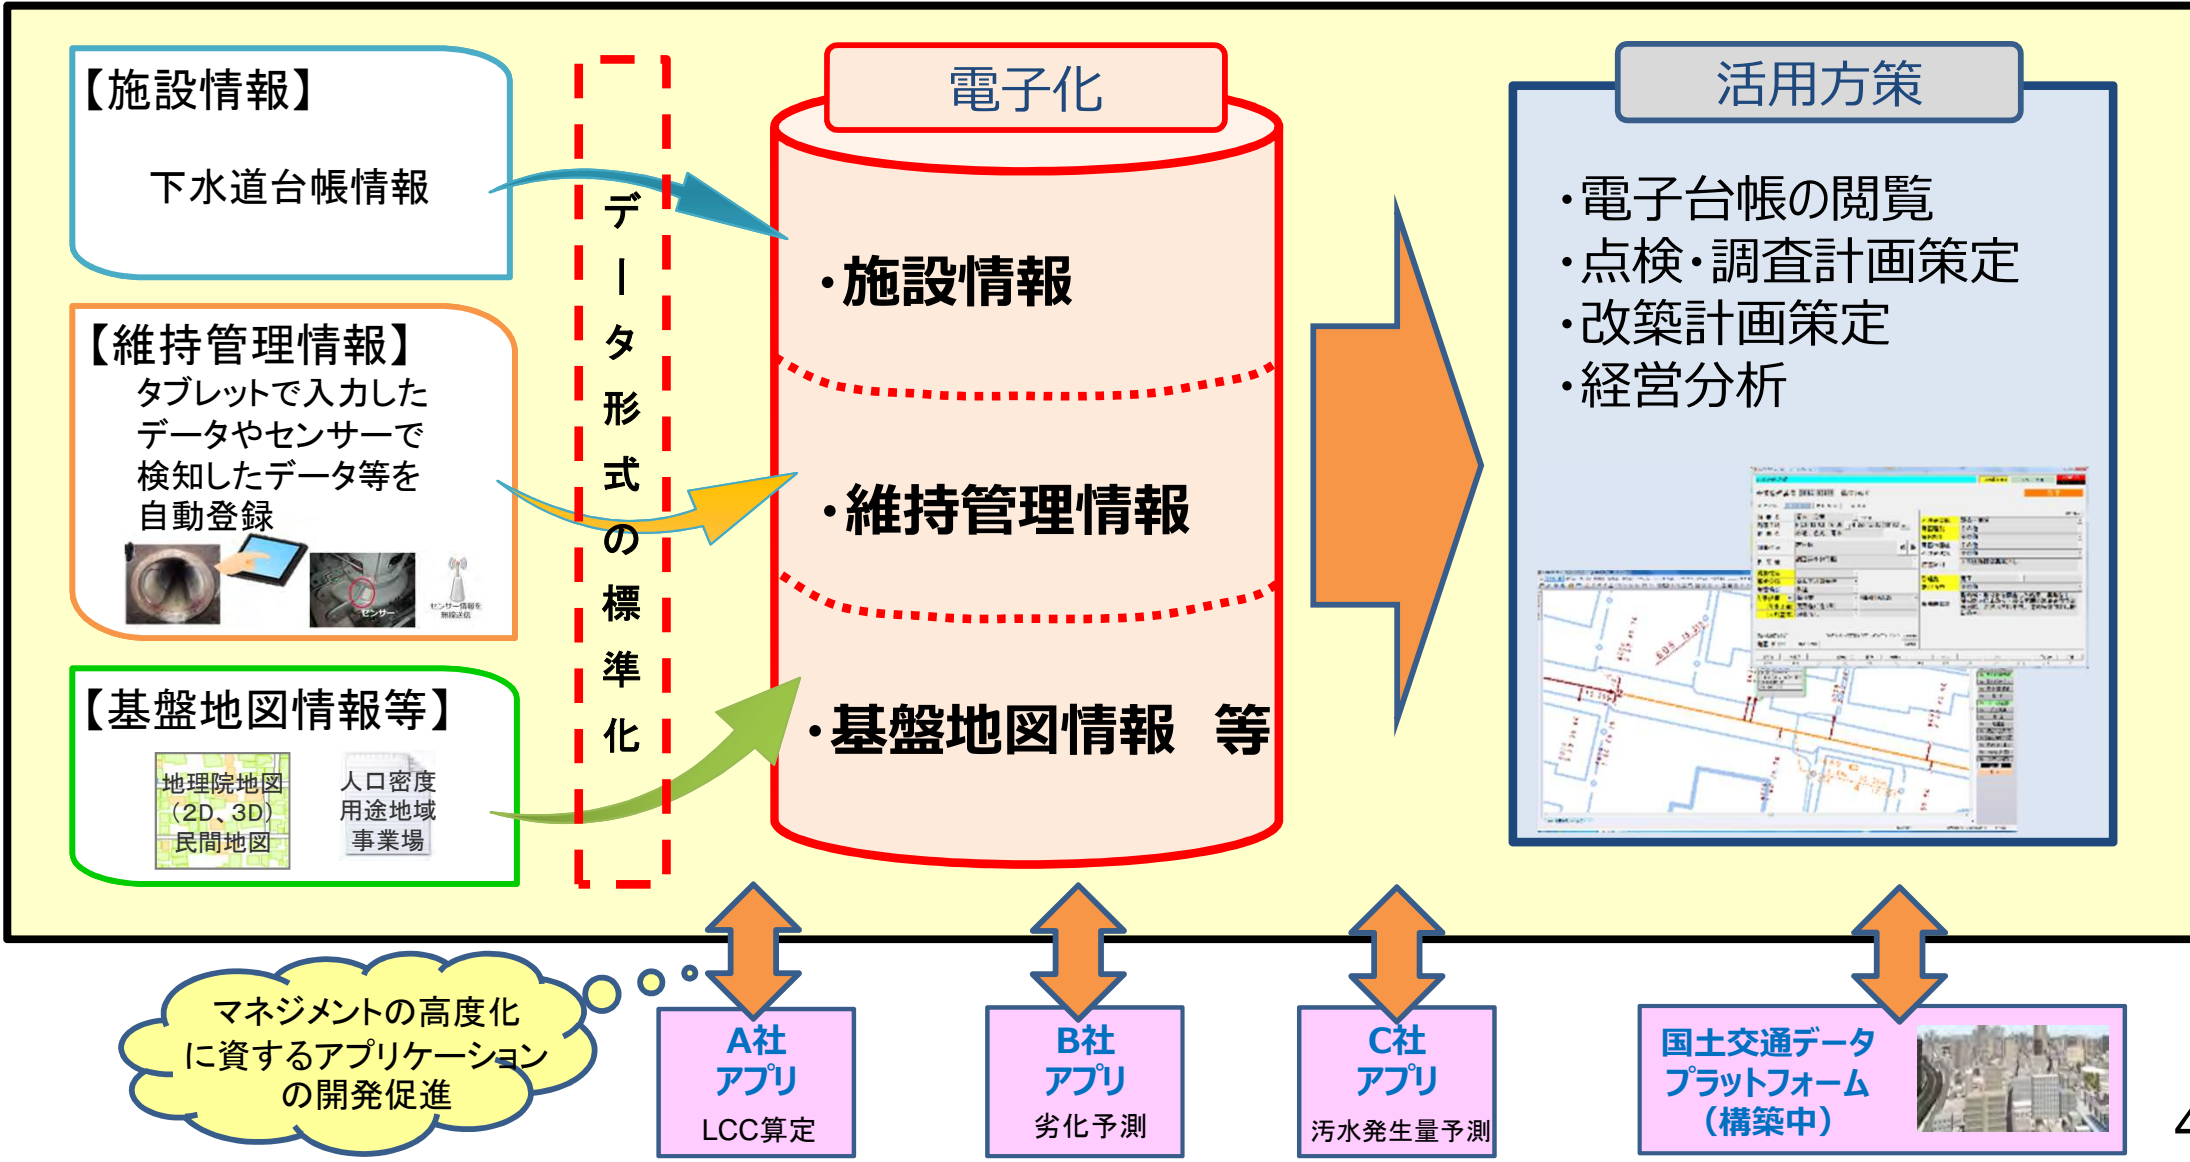 【施設情報】
下水道台帳情報
【維持管理情報】
タブレットで入力した
データやセンサーで
検知したデータ等を
自動登録
センサー
センサー情報を
無線送信
【基盤地図情報等】
地理院地図
（2D、3D）
民間地図
人口密度
用途地域
事業場
データ形式の標準化
電子化
・施設情報
・維持管理情報
・基盤地図情報　等
活用方策
・電子台帳の閲覧
・点検・調査計画策定
・改築計画策定
・経営分析
マネジメントの高度化
に資するアプリケーション
の開発促進
A社
アプリ
LCC算定
B社
アプリ
劣化予測
C社
アプリ
汚水発生量予測
国土交通データ
プラットフォーム
（構築中）